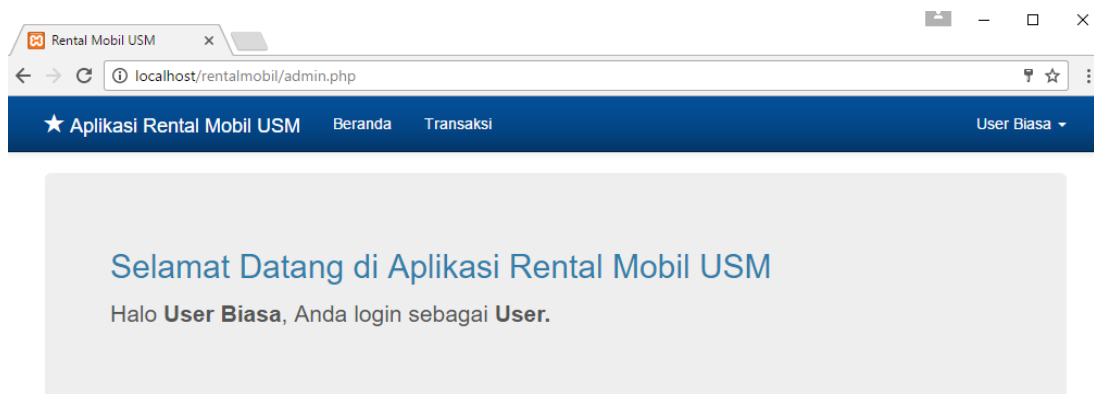 Rental Mobil USM
localhost/rentalmobil/admin.php
Aplikasi Rental Mobil USM Beranda Transaksi User Biasa
Selamat Datang di Aplikasi Rental Mobil USM
Halo User Biasa, Anda login sebagai User.